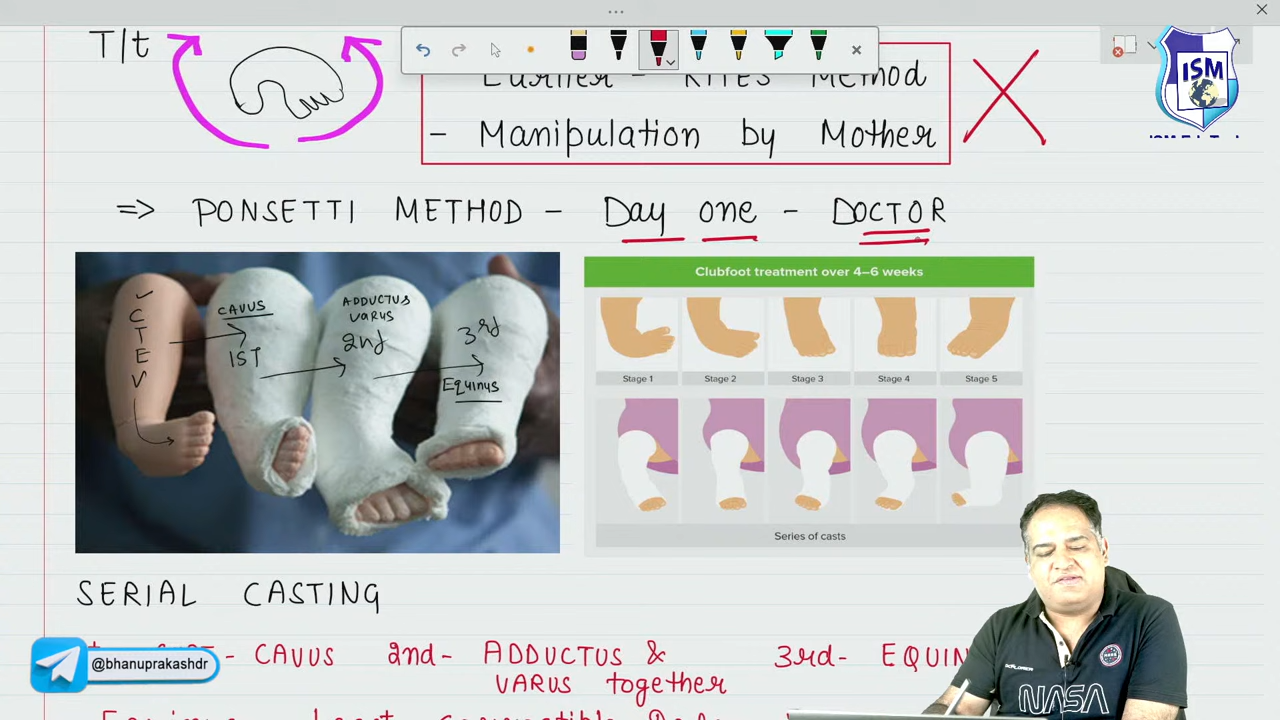 T/t
Earlier - KITES Method
- Manipulation by Mother
ISM
=> PONSETTI METHOD - Day one - DOCTOR
CTEV
CAVUS
IST
ADDUCTUS
VARUS
2nd
3rd
EQUINUS
Clubfoot treatment over 4–6 weeks
Stage 1 Stage 2 Stage 3 Stage 4 Stage 5
Series of casts
SERIAL CASTING
- CAVUS 2nd- ADDUCTUS & 3rd- EQUIN
VARUS together
@bhanuprakashdr
NASA